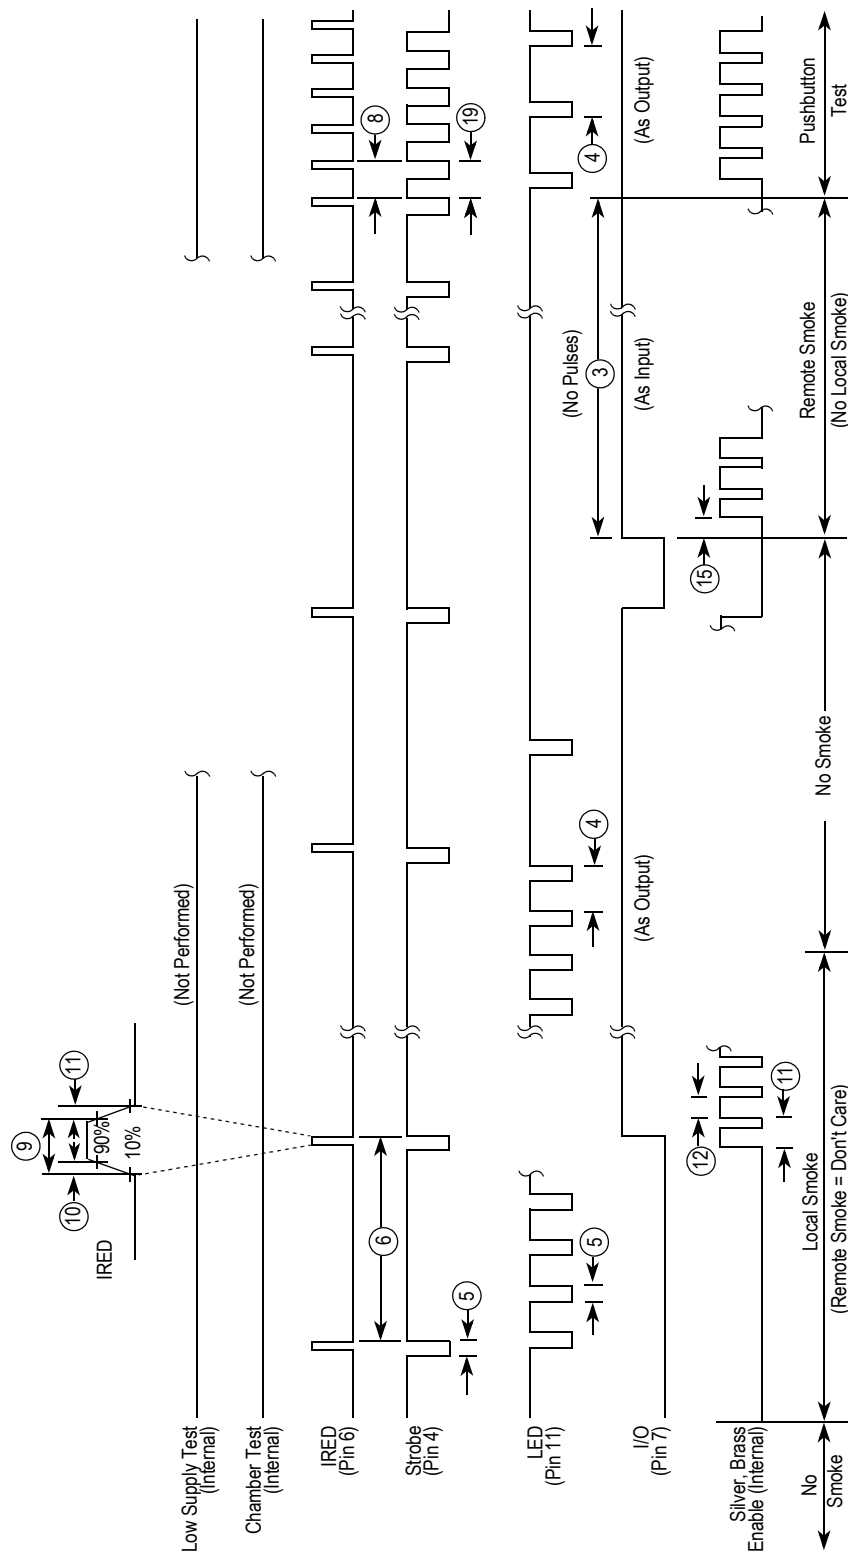 IRED
9
10
11
90%
10%
Low Supply Test
(Internal)
(Not Performed)
Chamber Test
(Internal)
(Not Performed)
IRED
(Pin 6)
6
8
Strobe
(Pin 4)
5
19
LED
(Pin 11)
5
4
(No Pulses)
3
4
I/O
(Pin 7)
(As Output)
(As Input)
(As Output)
Silver, Brass
Enable (Internal)
12
11
15
No
Smoke
Local Smoke
(Remote Smoke = Don't Care)
No Smoke
Remote Smoke
(No Local Smoke)
Pushbutton
Test